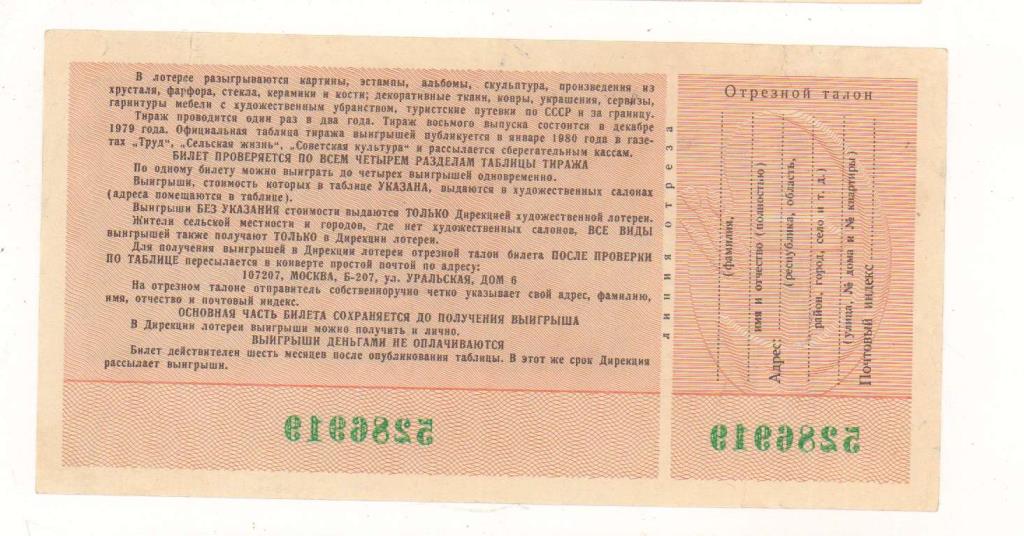 В лотерее разыгрываются картины, эстампы, альбомы, скульптура, произведения из
хрусталя, фарфора, стекла, керамики и кости; декоративные ткани, ковры, украшения, сервизы,
гарнитуры мебели с художественным убранством, туристские путевки по СССР и за границу.
Тираж проводится один раз в два года. Тираж восьмого выпуска состоится в декабре
1979 года. Официальная таблица тиража выигрышей публикуется в январе 1980 года в газе-
тах „Труд", „Сельская жизнь", „Советская культура" и рассылается сберегательным кассам.
БИЛЕТ ПРОВЕРЯЕТСЯ ПО ВСЕМ ЧЕТЫРЕМ РАЗДЕЛАМ ТАБЛИЦЫ ТИРАЖА
По одному билету можно выиграть до четырех выигрышей одновременно.
Выигрыши, стоимость которых в таблице УКАЗАНА, выдаются в художественных салонах
(адреса помещаются в таблице).
Выигрыши БЕЗ УКАЗАНИЯ стоимости выдаются ТОЛЬКО Дирекцией художественной лотереи.
Жители сельской местности и городов, где нет художественных салонов, ВСЕ ВИДЫ
выигрышей также получают ТОЛЬКО в Дирекции лотереи.
Для получения выигрышей в Дирекции лотереи отрезной талон билета ПОСЛЕ ПРОВЕРКИ
ПО ТАБЛИЦЕ пересылается в конверте простой почтой по адресу:
107207, МОСКВА, Б-207, ул. УРАЛЬСКАЯ, ДОМ 6
На отрезном талоне отправитель собственноручно четко указывает свой адрес, фамилию,
имя, отчество и почтовый индекс.
ОСНОВНАЯ ЧАСТЬ БИЛЕТА СОХРАНЯЕТСЯ ДО ПОЛУЧЕНИЯ ВЫИГРЫША
В Дирекции лотереи выигрыши можно получить и лично.
ВЫИГРЫШИ ДЕНЬГАМИ НЕ ОПЛАЧИВАЮТСЯ
Билет действителен шесть месяцев после опубликования таблицы. В этот же срок Дирекция
рассылает выигрыши.
5286919
линия отреза
Отрезной талон
(фамилия,
имя и отчество (полностью)
Адрес:
(республика, область,
район, город, село и т. д.)
(улица, № дома и № квартиры)
Почтовый индекс
5286919